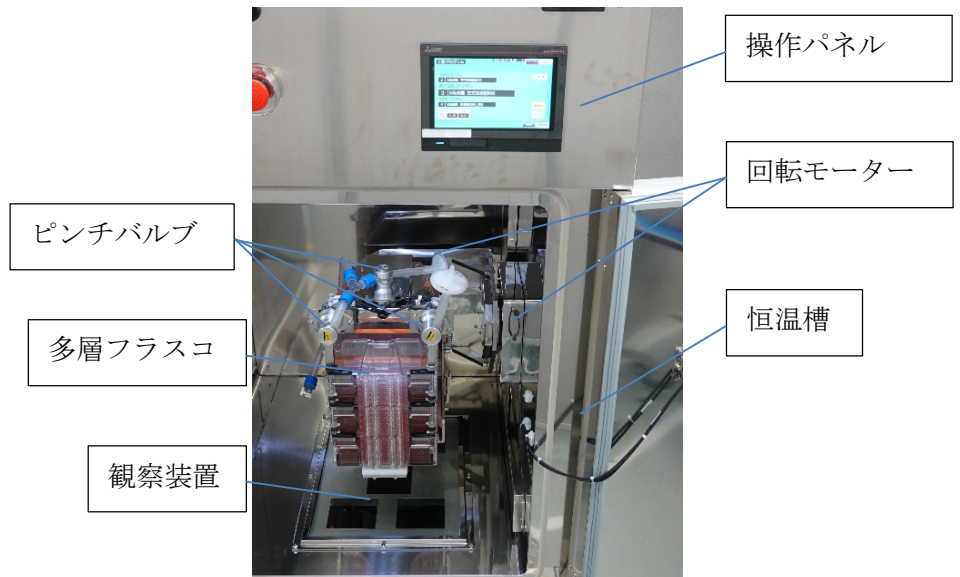 操作パネル
回転モーター
ピンチバルブ
恒温槽
多層フラスコ
観察装置